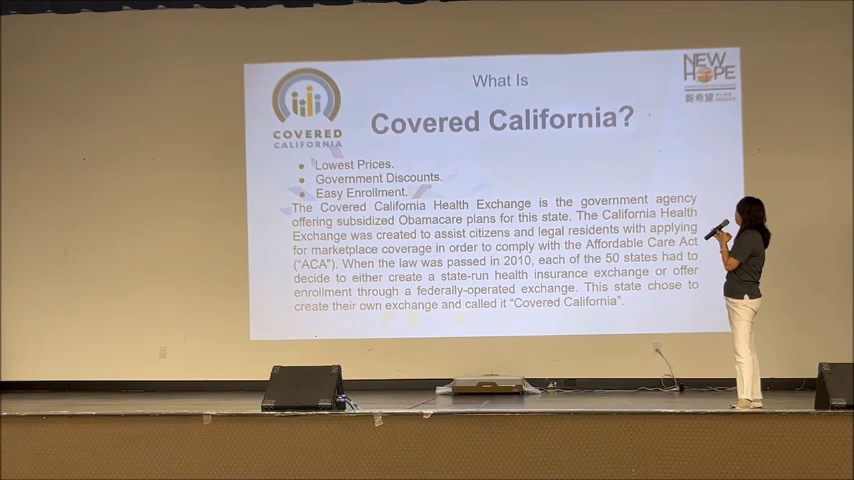 What Is
Covered California?
COVERED
CALIFORNIA
NEW
HOPE
新希望
Lowest Prices.
Government Discounts.
Easy Enrollment.
The Covered California Health Exchange is the government agency
offering subsidized Obamacare plans for this state. The California Health
Exchange was created to assist citizens and legal residents with applying
for marketplace coverage in order to comply with the Affordable Care Act
("ACA"). When the law was passed in 2010, each of the 50 states had to
decide to either create a state-run health insurance exchange or offer
enrollment through a federally-operated exchange. This state chose to
create their own exchange and called it "Covered California".